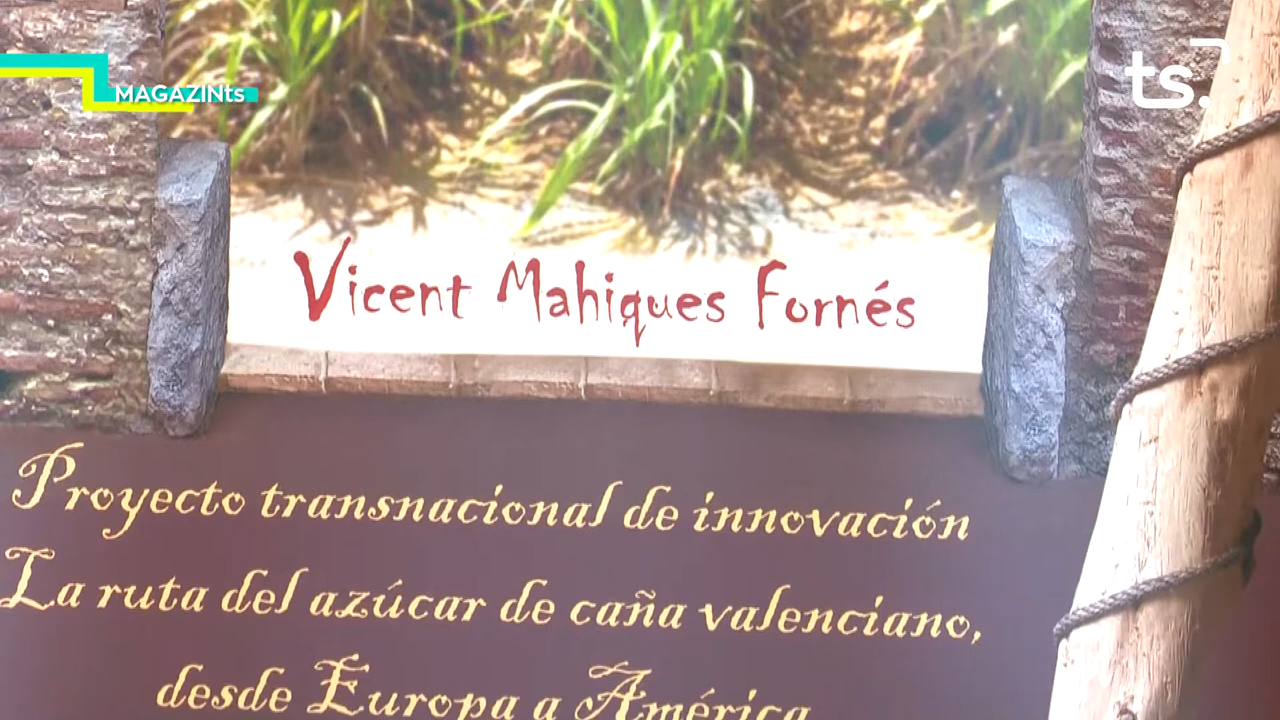 MAGAZINts
ts.
Vicent Mahiques Fornés
Proyecto transnacional de innovación
La ruta del azúcar de caña valenciano,
desde Europa a América